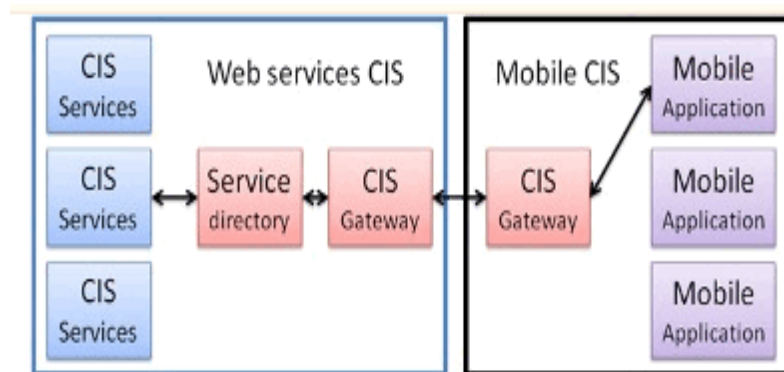 Web services CIS
CIS
Services
CIS
Services
CIS
Services
Service
directory
CIS
Gateway
Mobile CIS
CIS
Gateway
Mobile
Application
Mobile
Application
Mobile
Application